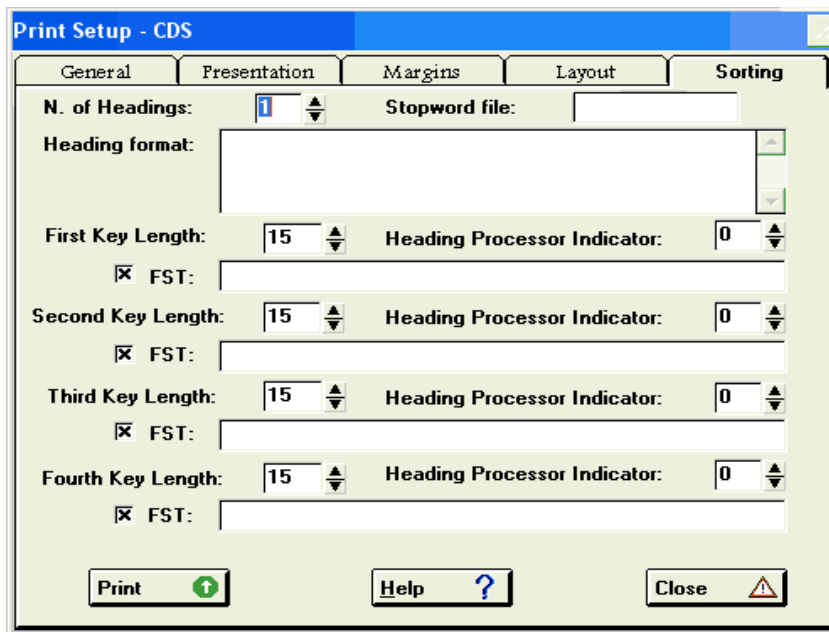 Print Setup - CDS
General Presentation Margins Layout Sorting
N. of Headings: 1 Stopword file:
Heading format:
First Key Length: 15 Heading Processor Indicator: 0
FST:
Second Key Length: 15 Heading Processor Indicator: 0
FST:
Third Key Length: 15 Heading Processor Indicator: 0
FST:
Fourth Key Length: 15 Heading Processor Indicator: 0
FST:
Print Help ? Close